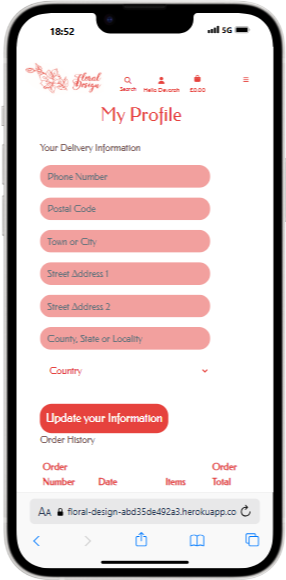 18:52
5G
Floral
Design
Search
Hello Devorah
£0.00
My Profile
Your Delivery Information
Phone Number
Postal Code
Town or City
Street Address 1
Street Address 2
County, State or Locality
Country
Update your Information
Order History
Order
Number
Date
Items
Order
Total
AA
floral-design-abd35de492a3.herokuapp.co